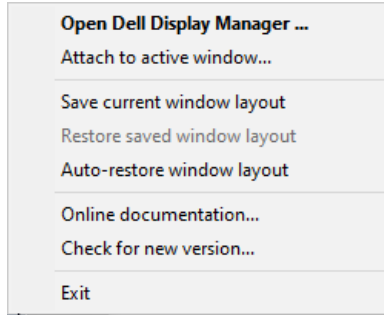 Open Dell Display Manager ...
Attach to active window...
Save current window layout
Restore saved window layout
Auto-restore window layout
Online documentation...
Check for new version...
Exit